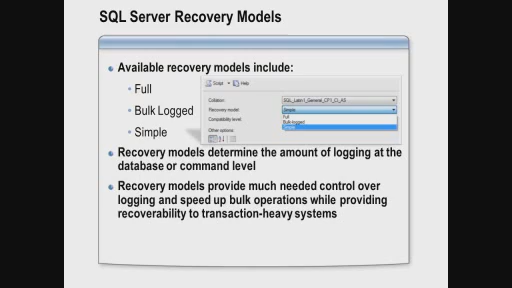 SQL Server Recovery Models
Available recovery models include:
Full
Bulk Logged
Simple
Script Help
Collation: SQL_Latin1_General_CP1_CI_AS
Recovery model: Simple
Compatibility level: Full
Bulk-logged
Simple
Other options:
Recovery models determine the amount of logging at the
database or command level
Recovery models provide much needed control over
logging and speed up bulk operations while providing
recoverability to transaction-heavy systems